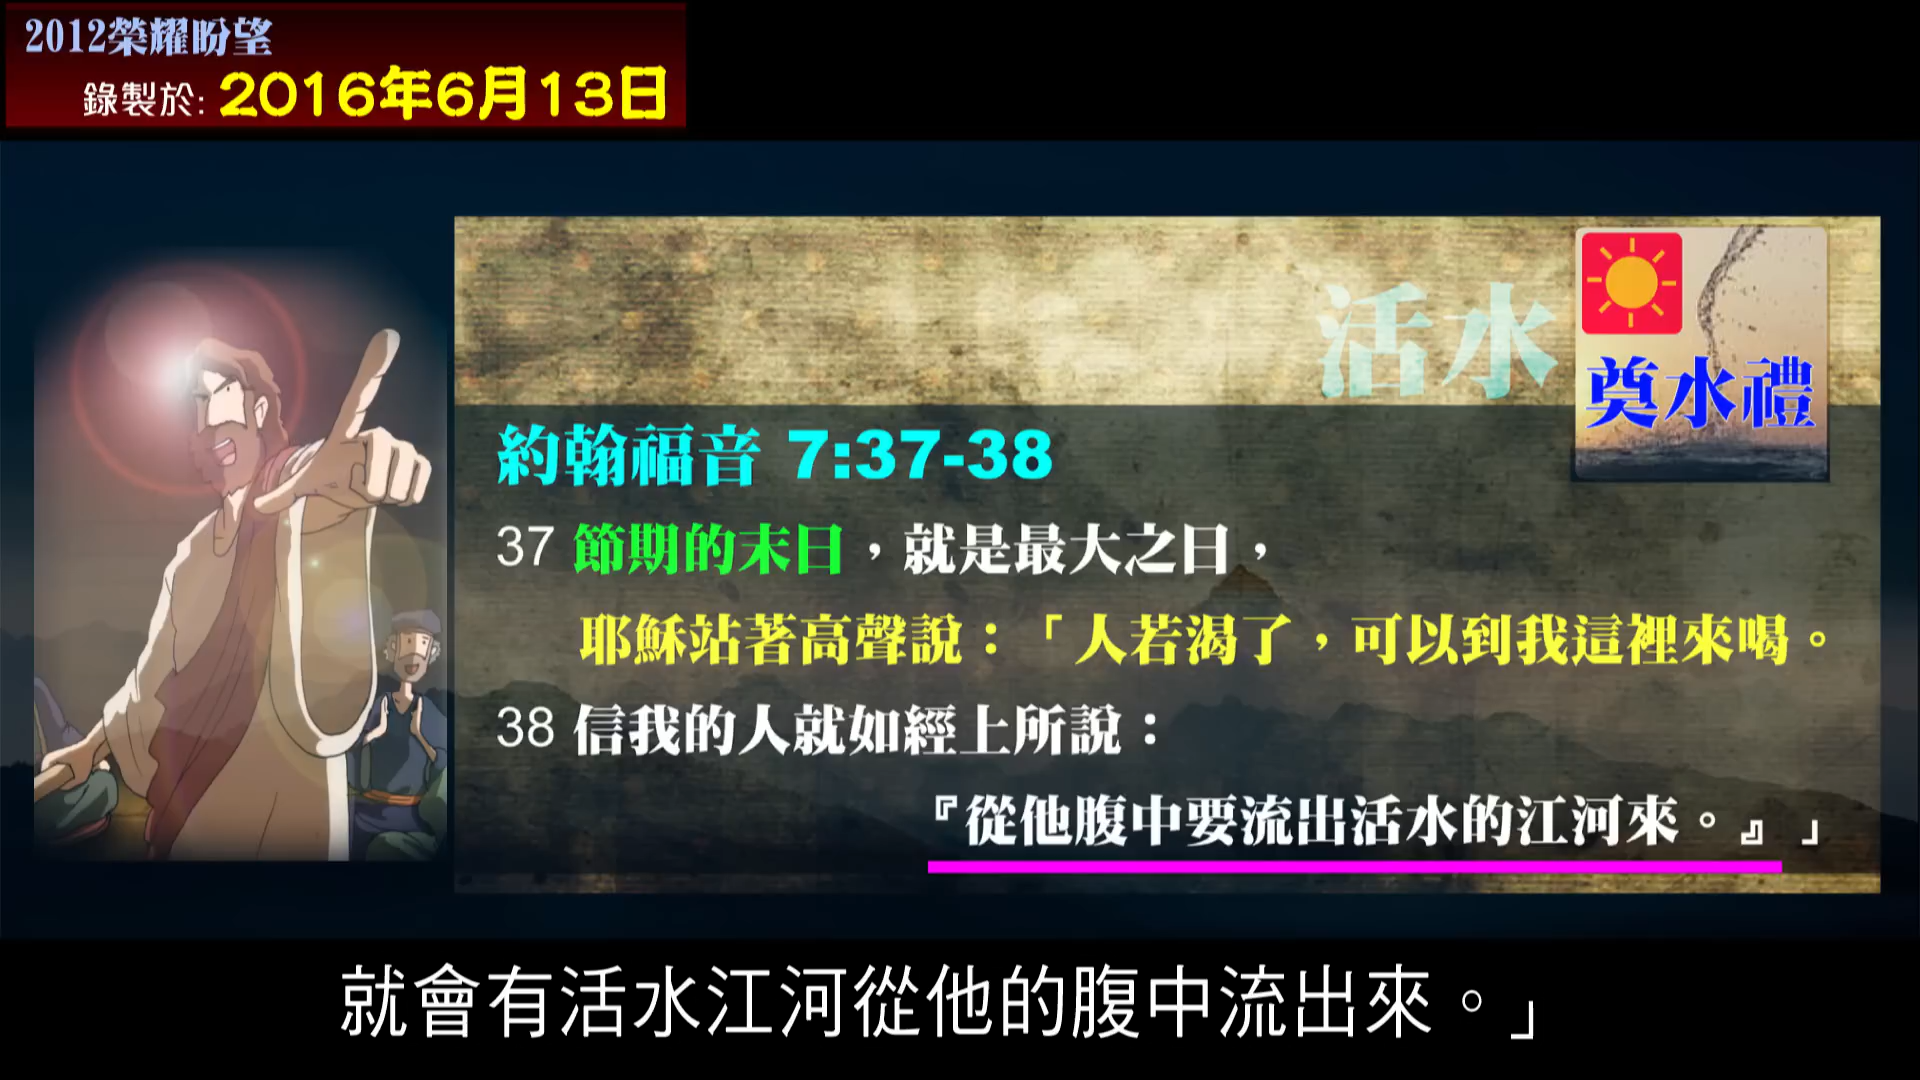 2012榮耀盼望
錄製於: 2016年6月13日
活水
奠水禮
約翰福音 7:37-38
37 節期的末日，就是最大之日，
耶穌站著高聲說：「人若渴了，可以到我這裡來喝。
38 信我的人就如經上所說：
『從他腹中要流出活水的江河來。』」
就會有活水江河從他的腹中流出來。」